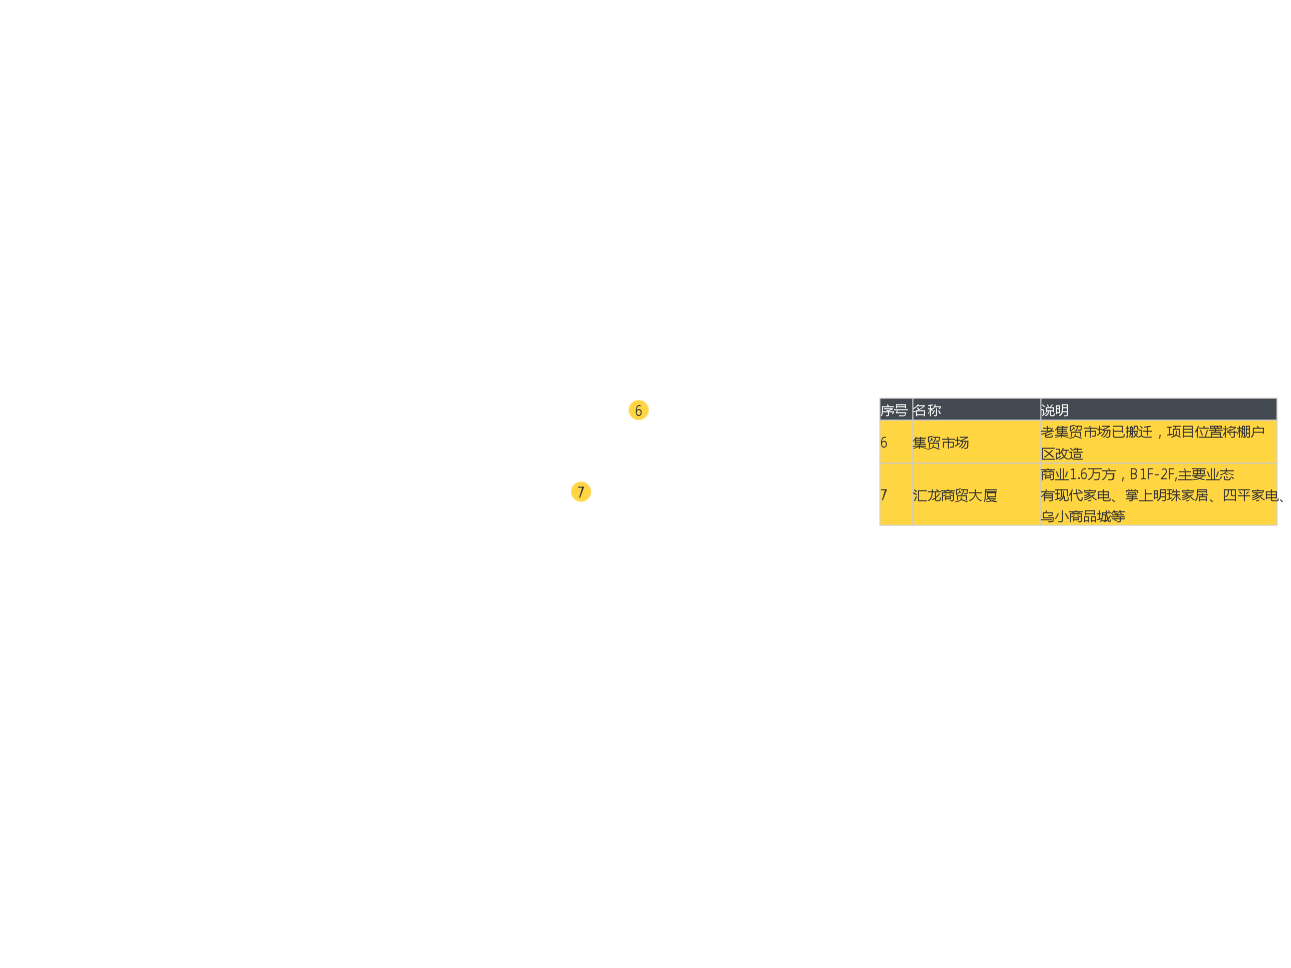 6
7
序号 名称 说明
6 集贸市场 老集贸市场已搬迁，项目位置将棚户
区改造
7 汇龙商贸大厦 商业1.6万方，B1F-2F,主要业态
有现代家电、掌上明珠家居、四平家电、
乌小商品城等